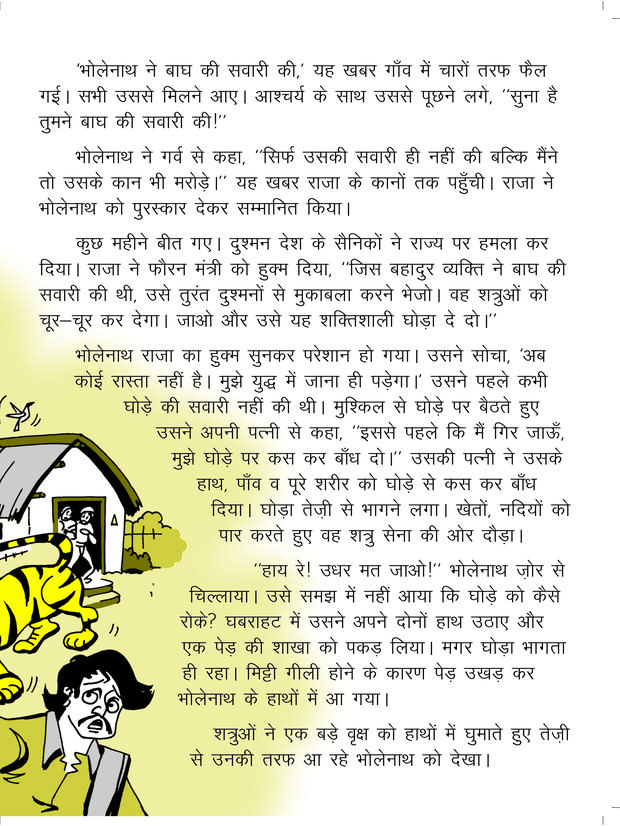 ‘भोलेनाथ ने बाघ की सवारी की,’ यह खबर गाँव में चारों तरफ फैल
गई। सभी उससे मिलने आए। आश्चर्य के साथ उससे पूछने लगे, ‘‘सुना है
तुमने बाघ की सवारी की!’’
भोलेनाथ ने गर्व से कहा, ‘‘सिर्फ उसकी सवारी ही नहीं की बल्कि मैंने
तो उसके कान भी मरोड़े।’’ यह खबर राजा के कानों तक पहुँची। राजा ने
भोलेनाथ को पुरस्कार देकर सम्मानित किया।
कुछ महीने बीत गए। दुश्मन देश के सैनिकों ने राज्य पर हमला कर
दिया। राजा ने फौरन मंत्री को हुक्म दिया, ‘‘जिस बहादुर व्यक्ति ने बाघ की
सवारी की थी, उसे तुरंत दुश्मनों से मुकाबला करने भेजो। वह शत्रुओं को
चूर–चूर कर देगा। जाओ और उसे यह शक्तिशाली घोड़ा दे दो।’’
भोलेनाथ राजा का हुक्म सुनकर परेशान हो गया। उसने सोचा, ‘अब
कोई रास्ता नहीं है। मुझे युद्ध में जाना ही पड़ेगा।’ उसने पहले कभी
घोड़े की सवारी नहीं की थी। मुश्किल से घोड़े पर बैठते हुए
उसने अपनी पत्नी से कहा, ‘‘इससे पहले कि मैं गिर जाऊँ,
मुझे घोड़े पर कस कर बाँध दो।’’ उसकी पत्नी ने उसके
हाथ, पाँव व पूरे शरीर को घोड़े से कस कर बाँध
दिया। घोड़ा तेज़ी से भागने लगा। खेतों, नदियों को
पार करते हुए वह शत्रु सेना की ओर दौड़ा।
‘‘हाय रे! उधर मत जाओ!’’ भोलेनाथ ज़ोर से
चिल्लाया। उसे समझ में नहीं आया कि घोड़े को कैसे
रोके? घबराहट में उसने अपने दोनों हाथ उठाए और
एक पेड़ की शाखा को पकड़ लिया। मगर घोड़ा भागता
ही रहा। मिट्टी गीली होने के कारण पेड़ उखड़ कर
भोलेनाथ के हाथों में आ गया।
शत्रुओं ने एक बड़े वृक्ष को हाथों में घुमाते हुए तेज़ी
से उनकी तरफ आ रहे भोलेनाथ को देखा।